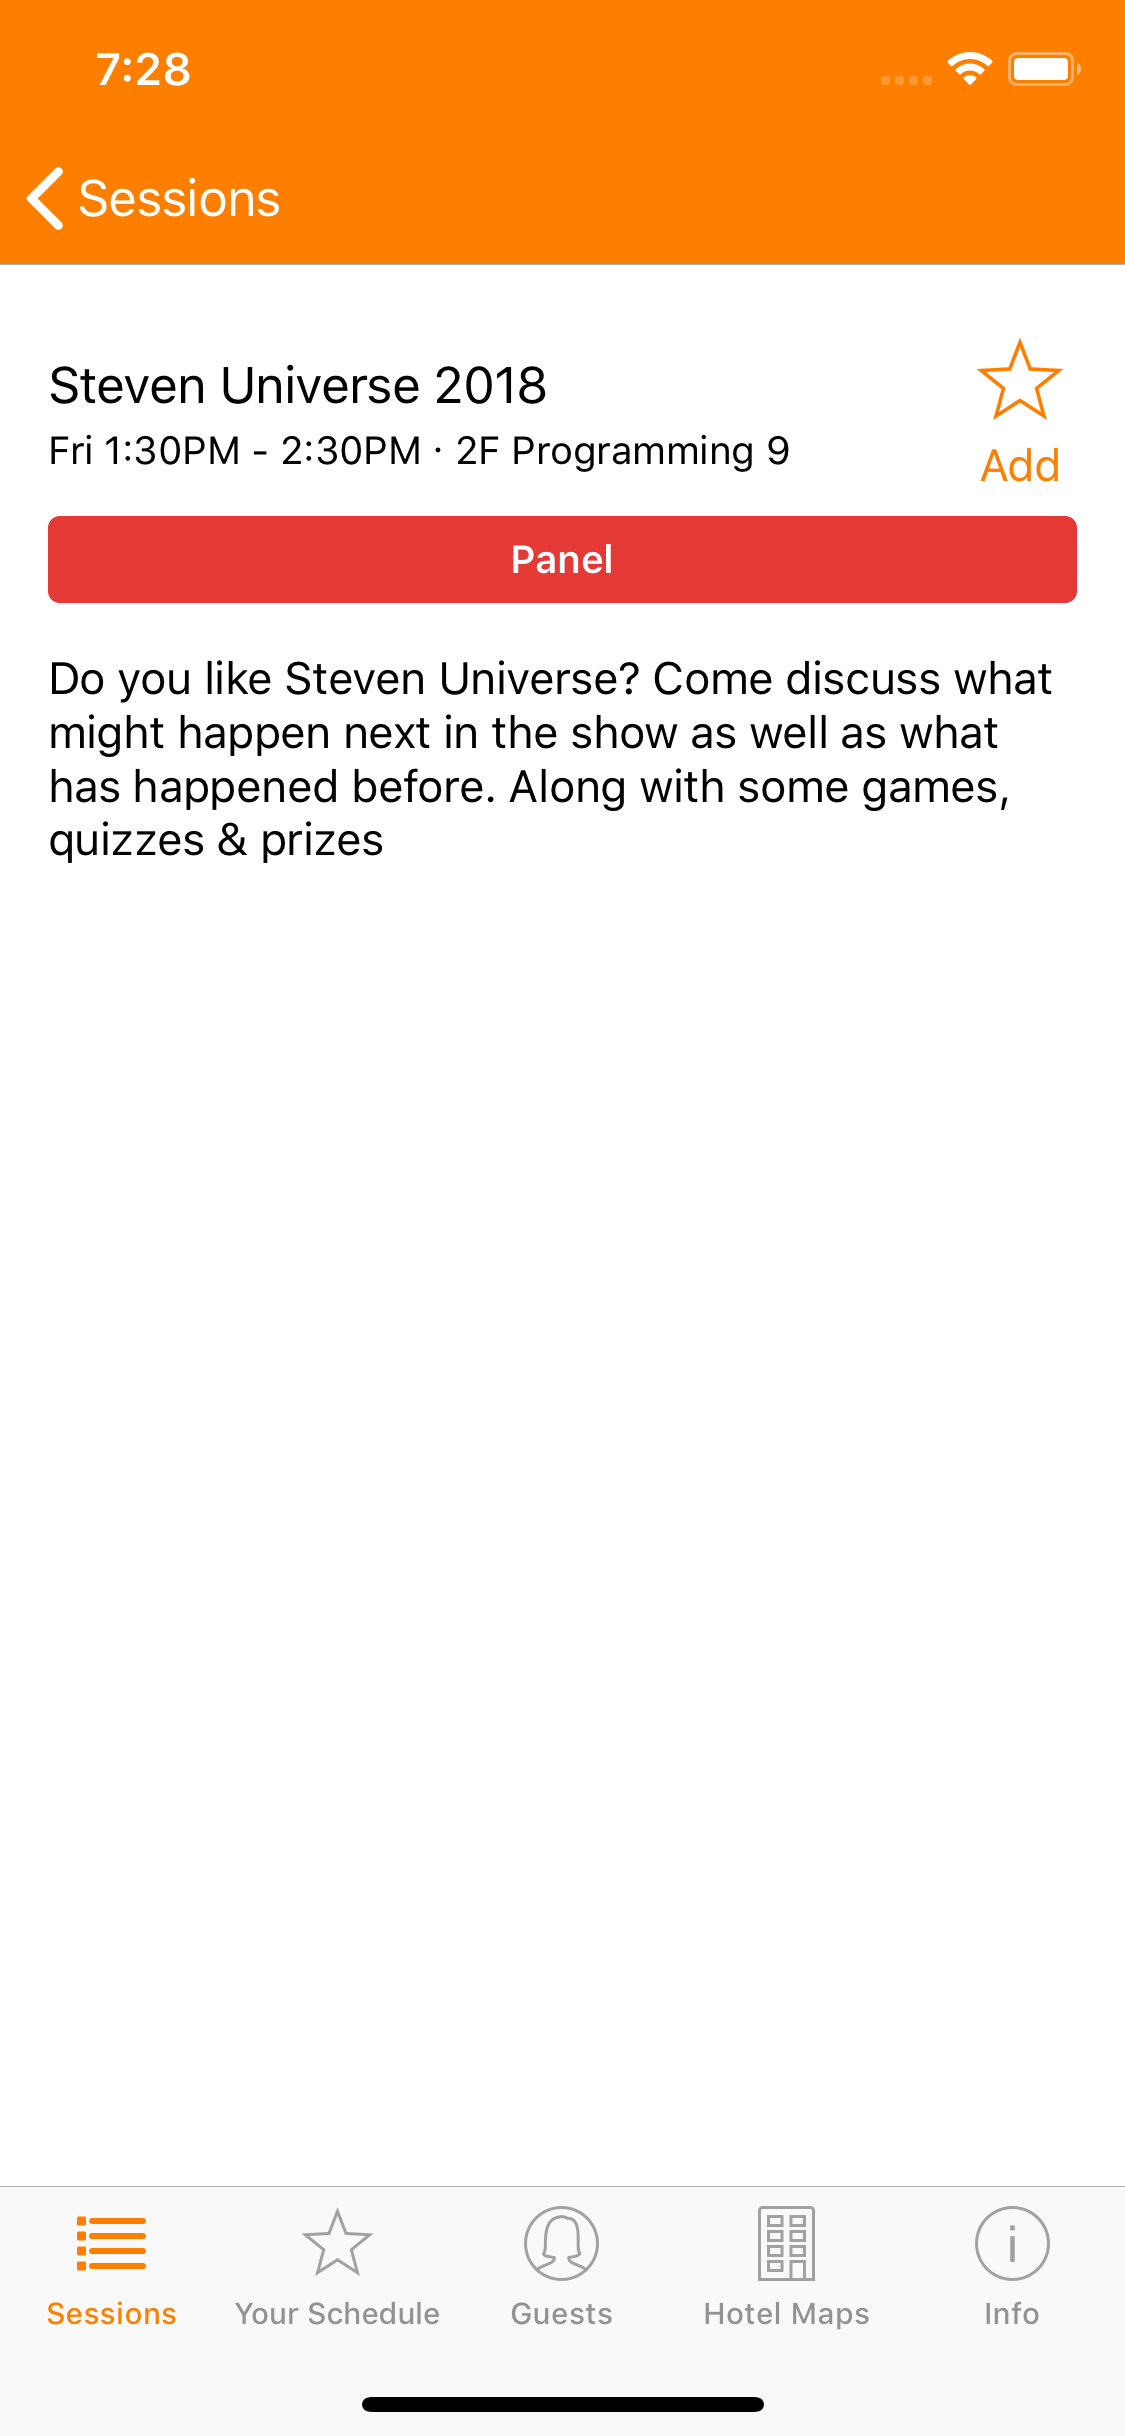 7:28
Sessions
Steven Universe 2018
Fri 1:30PM - 2:30PM · 2F Programming 9
Add
Panel
Do you like Steven Universe? Come discuss what
might happen next in the show as well as what
has happened before. Along with some games,
quizzes & prizes
Sessions
Your Schedule
Guests
Hotel Maps
Info